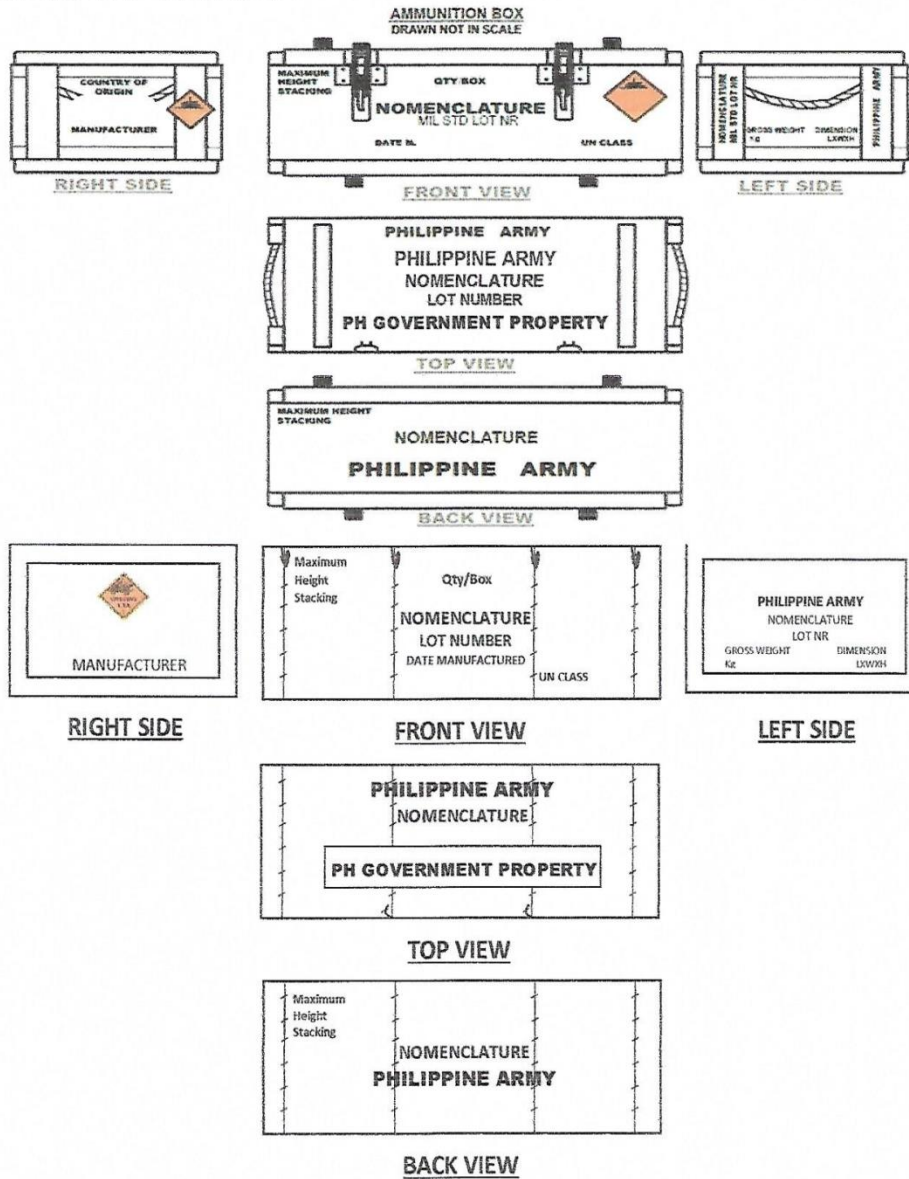 AMMUNITION BOX
DRAWN NOT IN SCALE
COUNTRY OF
ORIGIN
MANUFACTURER
RIGHT SIDE
MAXIMUM
HEIGHT
STACKING
QTY BOX
NOMENCLATURE
MIL STD LOT NR
DATE M.
UN CLASS
FRONT VIEW
NOMENCLATURE
MIL STD LOT NR
GROSS WEIGHT DIMENSION
Kg LXWXH
PHILIPPINE ARMY
LEFT SIDE
PHILIPPINE ARMY
PHILIPPINE ARMY
NOMENCLATURE
LOT NUMBER
PH GOVERNMENT PROPERTY
TOP VIEW
MAXIMUM HEIGHT
STACKING
NOMENCLATURE
PHILIPPINE ARMY
BACK VIEW
MANUFACTURER
RIGHT SIDE
Maximum
Height
Stacking
Qty/Box
NOMENCLATURE
LOT NUMBER
DATE MANUFACTURED
UN CLASS
FRONT VIEW
PHILIPPINE ARMY
NOMENCLATURE
LOT NR
GROSS WEIGHT DIMENSION
Kg LXWXH
LEFT SIDE
PHILIPPINE ARMY
NOMENCLATURE
PH GOVERNMENT PROPERTY
TOP VIEW
Maximum
Height
Stacking
NOMENCLATURE
PHILIPPINE ARMY
BACK VIEW